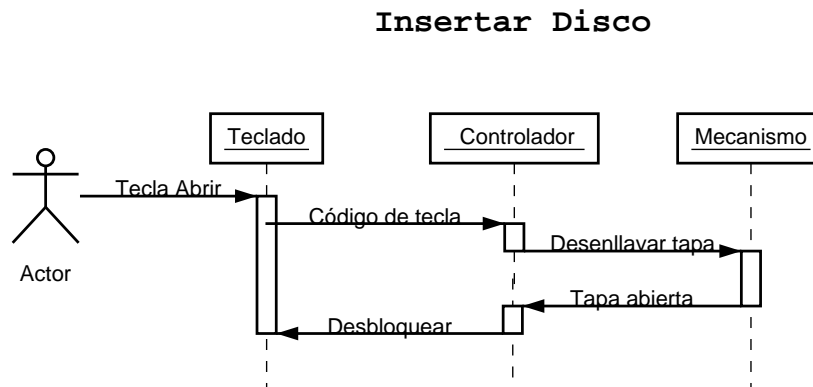 Insertar Disco
Teclado
Controlador
Mecanismo
Tecla Abrir
Código de tecla
Desenllavar tapa
Actor
Tapa abierta
Desbloquear